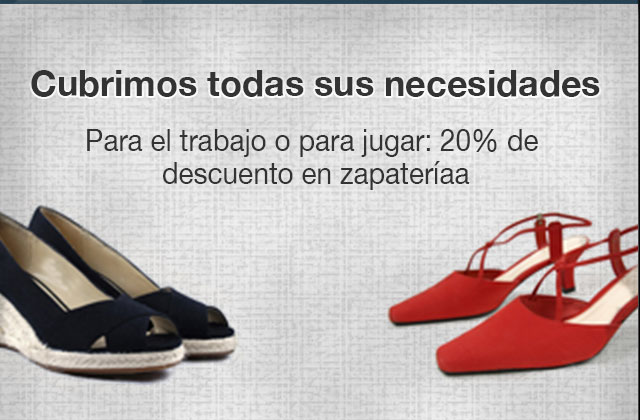 Cubrimos todas sus necesidades
Para el trabajo o para jugar: 20% de
descuento en zapateríaa